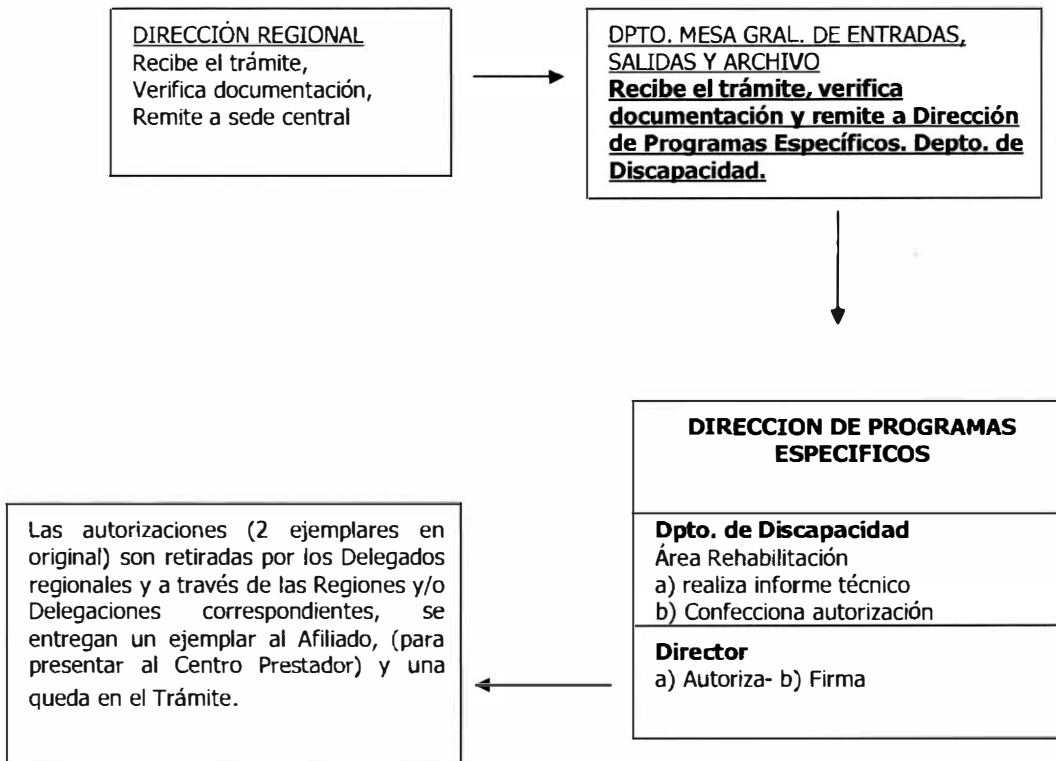 DIRECCIÓN REGIONAL
Recibe el trámite,
Verifica documentación,
Remite a sede central
DPTO. MESA GRAL. DE ENTRADAS,
SALIDAS Y ARCHIVO
Recibe el trámite, verifica
documentación y remite a Dirección
de Programas Específicos. Depto. de
Discapacidad.
DIRECCION DE PROGRAMAS
ESPECIFICOS
Dpto. de Discapacidad
Área Rehabilitación
a) realiza informe técnico
b) Confecciona autorización
Director
a) Autoriza- b) Firma
Las autorizaciones (2 ejemplares en
original) son retiradas por los Delegados
regionales y a través de las Regiones y/o
Delegaciones correspondientes, se
entregan un ejemplar al Afiliado, (para
presentar al Centro Prestador) y una
queda en el Trámite.